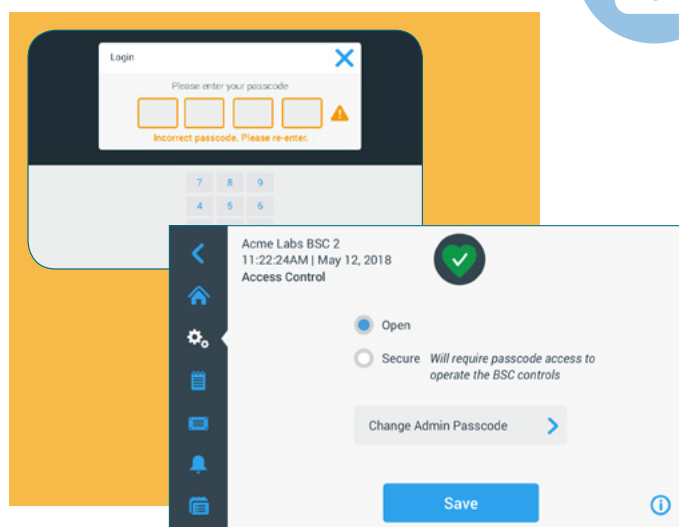 Login
Please enter your passcode
Incorrect passcode. Please re-enter.
7 8 9
4 5 6
Acme Labs BSC 2
11:22:24AM | May 12, 2018
Access Control
Open
Secure Will require passcode access to
operate the BSC controls
Change Admin Passcode
Save